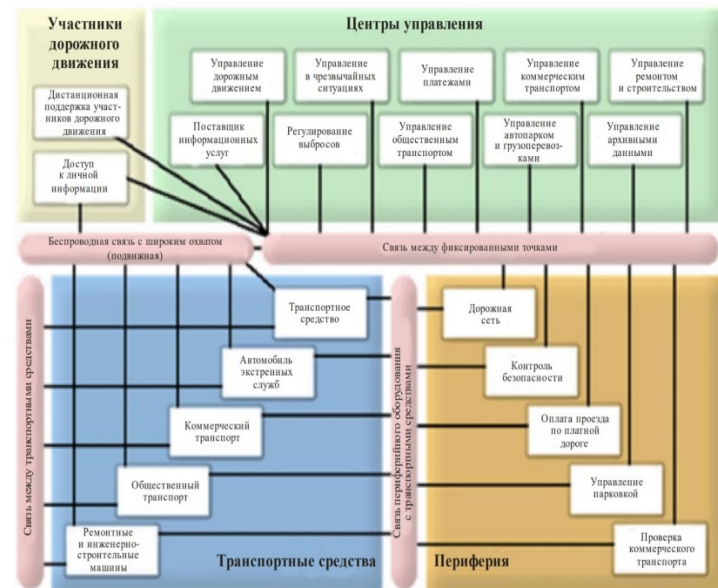 Участники
дорожного
движения
Центры управления
Дистанционная
поддержка участ-
ников дорожного
движения
Доступ
к личной
информации
Управление
дорожным
движением
Управление
в чрезвычайных
ситуациях
Управление
платежами
Управление
коммерческим
транспортом
Управление
ремонтом
и строительством
Поставщик
информационных
услуг
Регулирование
выбросов
Управление
общественным
транспортом
Управление
автопарком
и грузоперевоз-
ками
Управление
архивными
данными
Беспроводная связь с широким охватом
(подвижная)
Связь между фиксированными точками
Связь между транспортными средствами
Транспортное
средство
Автомобиль
экстренных
служб
Коммерческий
транспорт
Общественный
транспорт
Ремонтные
и инженерно-
строительные
машины
Транспортные средства
Связь периферийного оборудования
с транспортными средствами
Дорожная
сеть
Контроль
безопасности
Оплата проезда
по платной
дороге
Управление
парковкой
Проверка
коммерческого
транспорта
Периферия